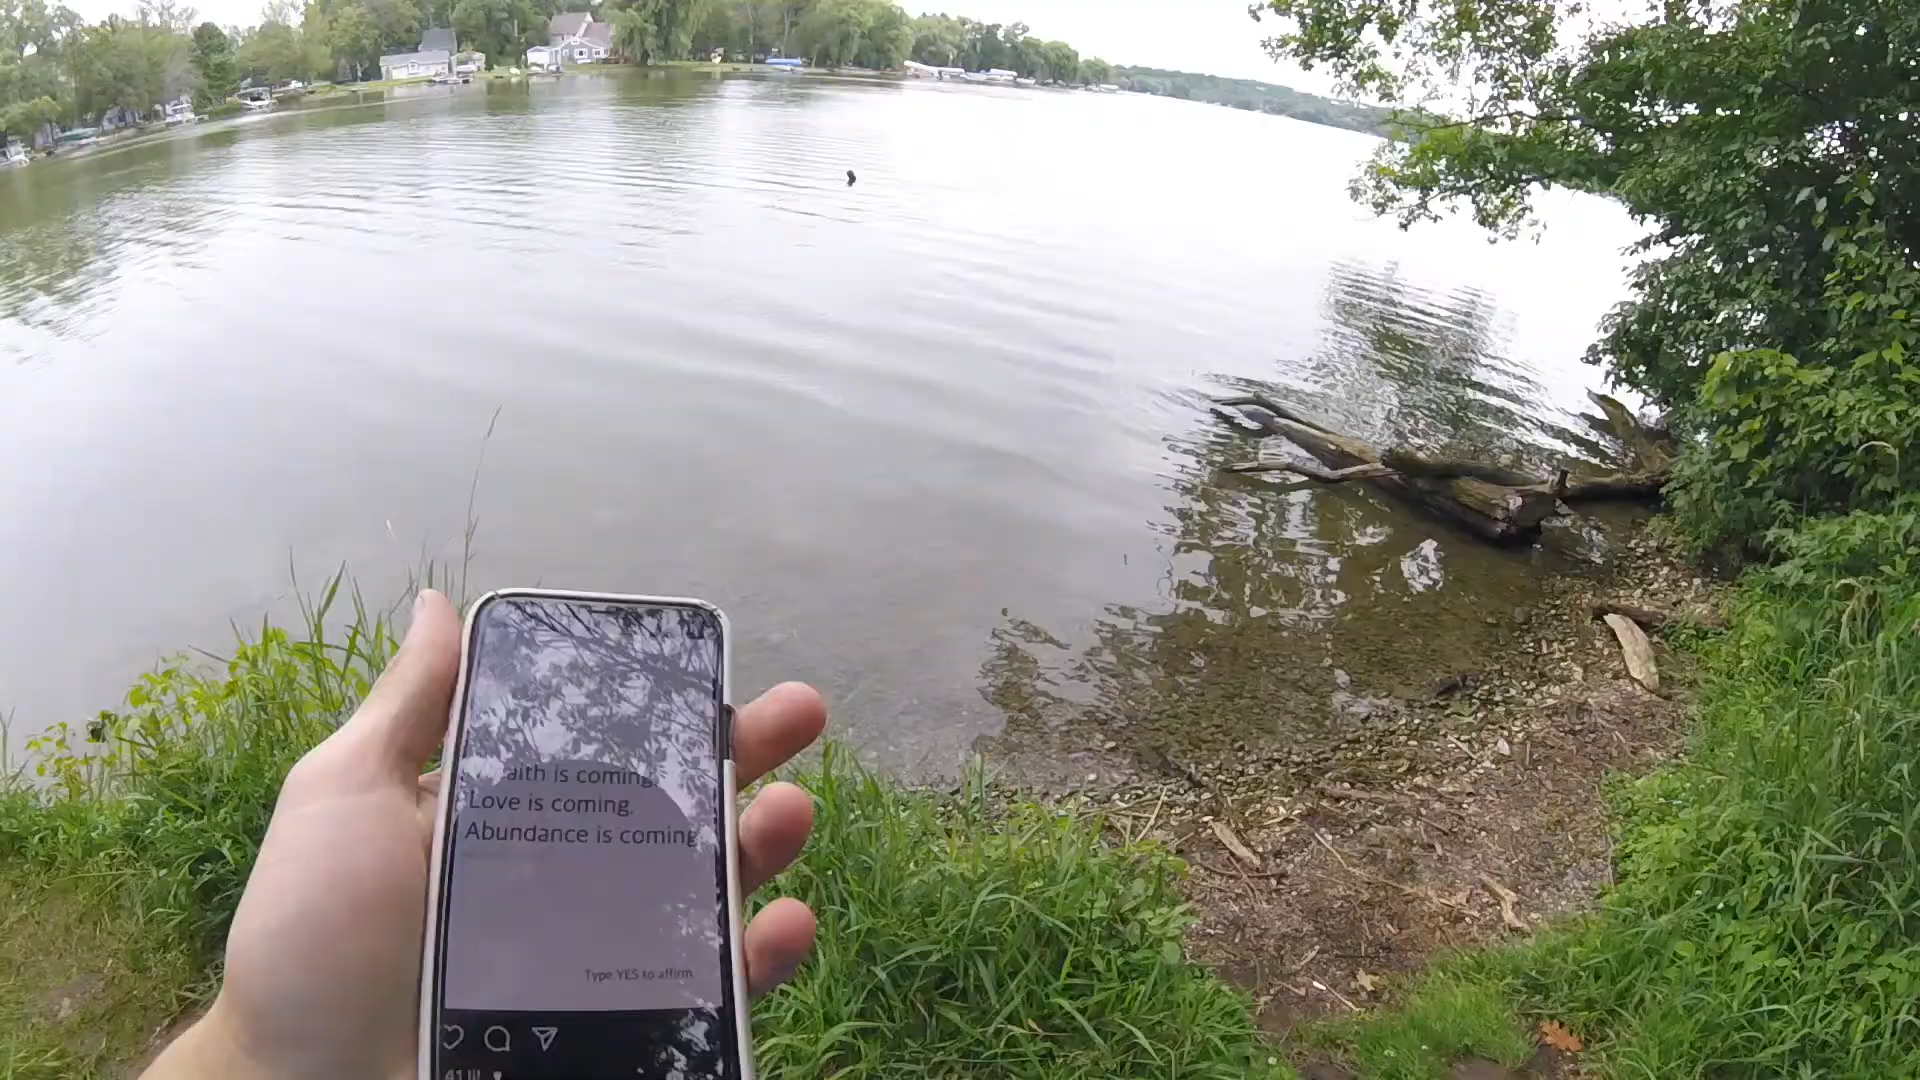 is coming.
Love is coming.
Abundance is coming
Type YES to affirm.